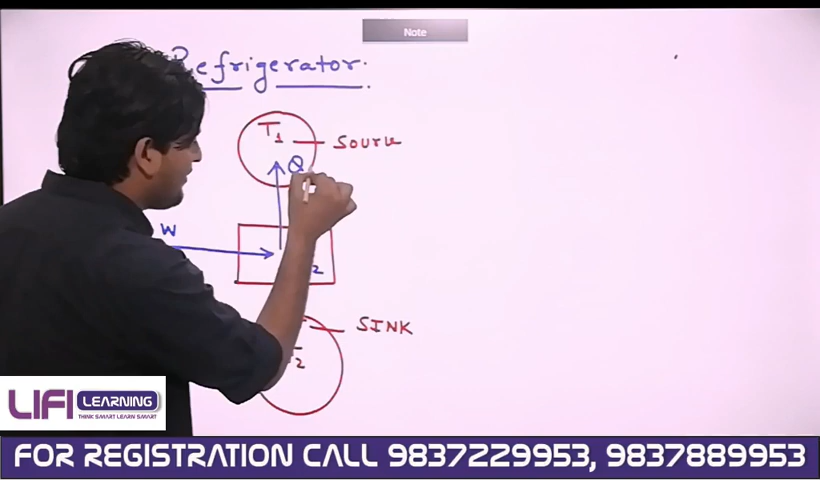 Note
Refrigerator.
T1
Source
Q
W
2
SINK
2
LIFI LEARNING
THINK SMART LEARN SMART
FOR REGISTRATION CALL 9837229953, 9837889953